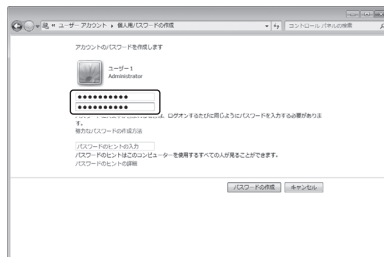 « ユーザー アカウント ▸ 個人用パスワードの作成
コントロール パネルの検索
アカウントのパスワードを作成します
ユーザー1
Administrator
●●●●●●●●●●
●●●●●●●●●●
ログオンするたびに同じようにパスワードを入力する必要がありま
す。
強力なパスワードの作成方法
パスワードのヒントの入力
パスワードのヒントはこのコンピューターを使用するすべての人が見ることができます。
パスワードのヒントの詳細
パスワードの作成 キャンセル